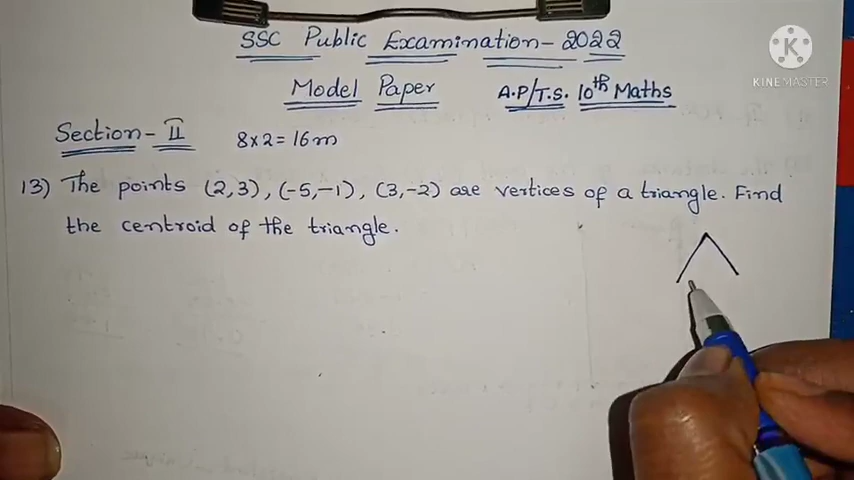 SSC Public Examination-2022
Model Paper A.P/T.S. 10th Maths
KINEMASTER
Section-II 8x2=16m
13) The points (2,3), (-5,-1), (3,-2) are vertices of a triangle. Find
the centroid of the triangle.